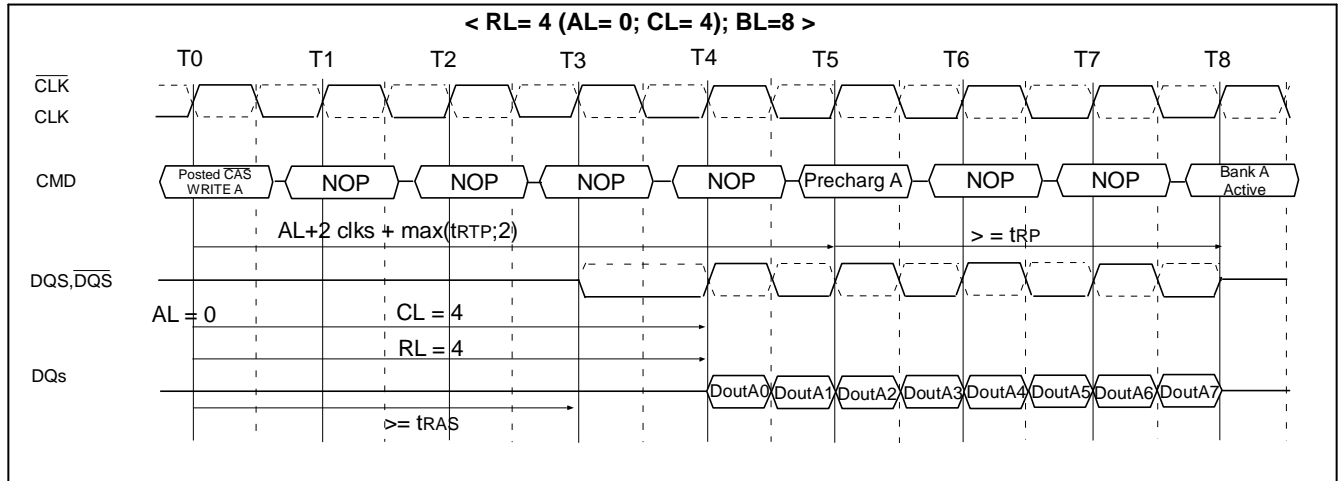 < RL= 4 (AL= 0; CL= 4); BL=8 >
T0 T1 T2 T3 T4 T5 T6 T7 T8
CLK
CLK
CMD
Posted CAS
WRITE A
NOP NOP NOP NOP Precharg A NOP NOP
Bank A
Active
AL+2 clks + max(tRTP;2)
> = tRP
DQS,DQS
AL = 0
CL = 4
RL = 4
DQs
DoutA0 DoutA1 DoutA2 DoutA3 DoutA4 DoutA5 DoutA6 DoutA7
>= tRAS